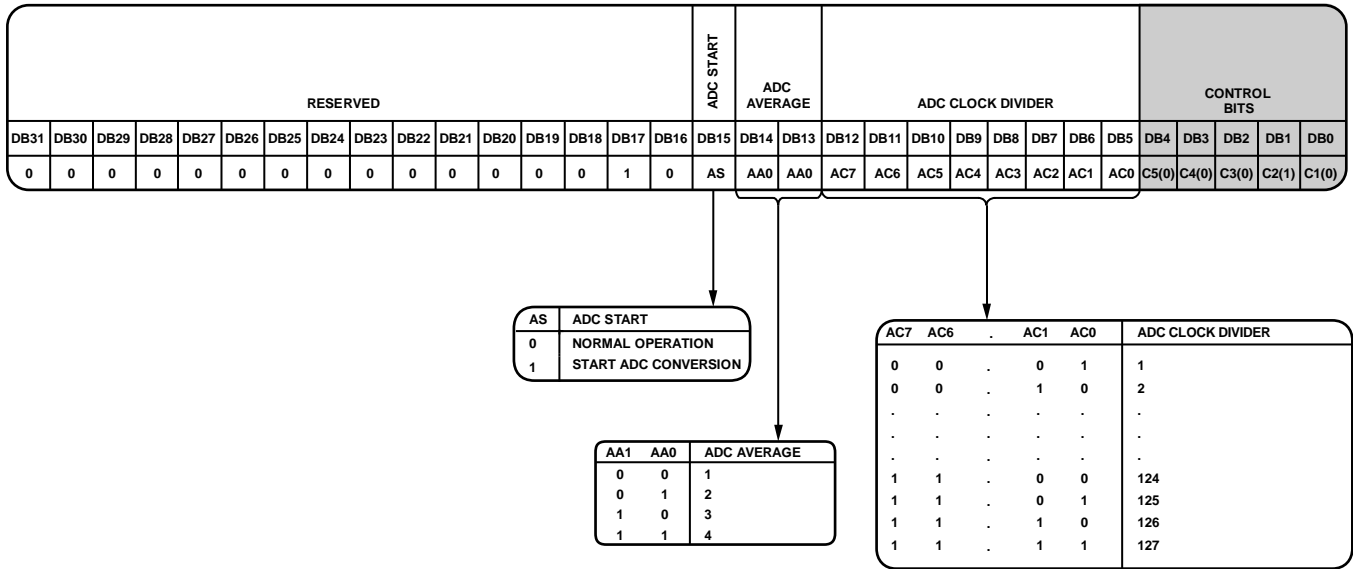 RESERVED ADC START ADC AVERAGE ADC CLOCK DIVIDER CONTROL BITS
DB31 DB30 DB29 DB28 DB27 DB26 DB25 DB24 DB23 DB22 DB21 DB20 DB19 DB18 DB17 DB16 DB15 DB14 DB13 DB12 DB11 DB10 DB9 DB8 DB7 DB6 DB5 DB4 DB3 DB2 DB1 DB0
0 0 0 0 0 0 0 0 0 0 0 0 0 0 1 0 AS AA0 AA0 AC7 AC6 AC5 AC4 AC3 AC2 AC1 AC0 C5(0) C4(0) C3(0) C2(1) C1(0)
AS ADC START
0 NORMAL OPERATION
1 START ADC CONVERSION
AA1 AA0 ADC AVERAGE
0 0 1
0 1 2
1 0 3
1 1 4
AC7 AC6 . AC1 AC0 ADC CLOCK DIVIDER
0 0 . 0 1 1
0 0 . 1 0 2
. . . . . .
. . . . . .
. . . . . .
1 1 . 0 0 124
1 1 . 0 1 125
1 1 . 1 0 126
1 1 . 1 1 127